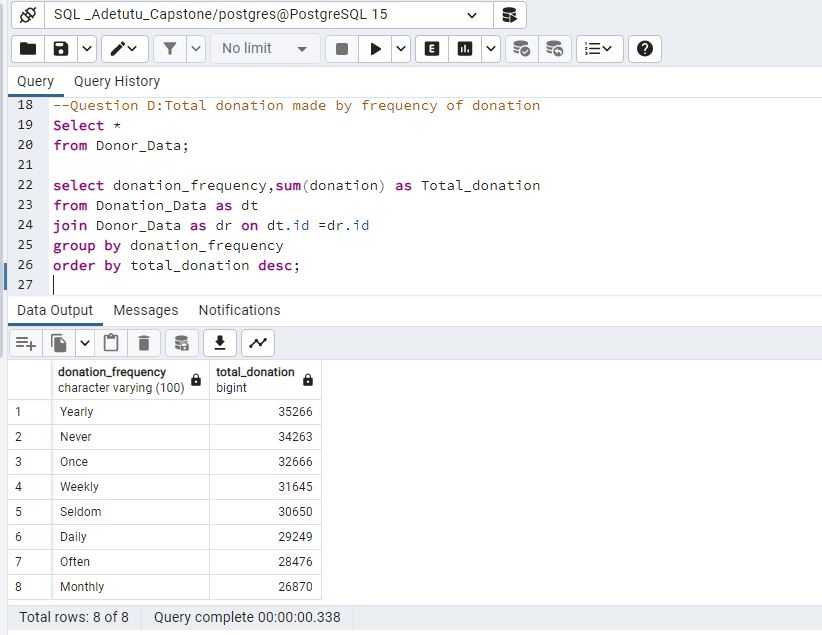 SQL _Adetutu_Capstone/postgres@PostgreSQL 15
No limit
E
Query Query History
18 --Question D:Total donation made by frequency of donation
19 Select *
20 from Donor_Data;
21
22 select donation_frequency,sum(donation) as Total_donation
23 from Donation_Data as dt
24 join Donor_Data as dr on dt.id =dr.id
25 group by donation_frequency
26 order by total_donation desc;
27
Data Output Messages Notifications
donation_frequency total_donation
character varying (100) bigint
1 Yearly 35266
2 Never 34263
3 Once 32666
4 Weekly 31645
5 Seldom 30650
6 Daily 29249
7 Often 28476
8 Monthly 26870
Total rows: 8 of 8 Query complete 00:00:00.338